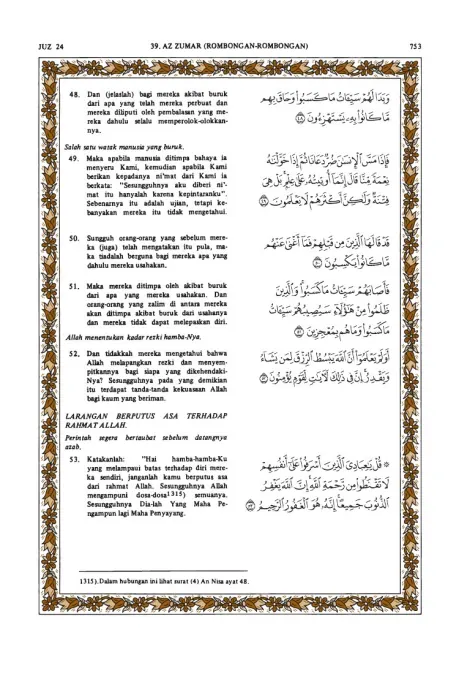 JUZ 24 39. AZ ZUMAR (ROMBONGAN-ROMBONGAN) 753
48. Dan (jelaslah) bagi mereka akibat buruk
dari apa yang telah mereka perbuat dan
mereka diliputi oleh pembalasan yang me-
reka dahulu selalu memperolok-olokkan-
nya.
وَبَدَا لَهُمْ سَيِّئَاتُ مَا كَسَبُوا وَحَاقَ بِهِم
مَّا كَانُوا بِهِ يَسْتَهْزِءُونَ ٤٨
Salah satu watak manusia yang buruk.
49. Maka apabila manusia ditimpa bahaya ia
menyeru Kami, kemudian apabila Kami
berikan kepadanya ni'mat dari Kami ia
berkata: "Sesungguhnya aku diberi ni'-
mat itu hanyalah karena kepintaranku".
Sebenarnya itu adalah ujian, tetapi ke-
banyakan mereka itu tidak mengetahui.
فَإِذَا مَسَّ الْإِنسَانَ ضُرٌّ دَعَانَا ثُمَّ إِذَا خَوَّلْنَاهُ
نِعْمَةً مِّنَّا قَالَ إِنَّمَا أُوتِيتُهُ عَلَى عِلْمٍ بَلْ هِيَ
فِتْنَةٌ وَلَكِنَّ أَكْثَرَهُمْ لَا يَعْلَمُونَ ٤٩
50. Sungguh orang-orang yang sebelum mere-
ka (juga) telah mengatakan itu pula, ma-
ka tiadalah berguna bagi mereka apa yang
dahulu mereka usahakan.
قَدْ قَالَهَا الَّذِينَ مِن قَبْلِهِمْ فَمَا أَغْنَى عَنْهُم
مَّا كَانُوا يَكْسِبُونَ ٥٠
51. Maka mereka ditimpa oleh akibat buruk
dari apa yang mereka usahakan. Dan
orang-orang yang zalim di antara mereka
akan ditimpa akibat buruk dari usahanya
dan mereka tidak dapat melepaskan diri.
فَأَصَابَهُمْ سَيِّئَاتُ مَا كَسَبُوا وَالَّذِينَ
ظَلَمُوا مِنْ هَؤُلَاءِ سَيُصِيبُهُمْ سَيِّئَاتُ
مَا كَسَبُوا وَمَا هُم بِمُعْجِزِينَ ٥١
Allah menentukan kadar rezki hamba-Nya.
52. Dan tidakkah mereka mengetahui bahwa
Allah melapangkan rezki dan menyem-
pitkannya bagi siapa yang dikehendaki-
Nya? Sesungguhnya pada yang demikian
itu terdapat tanda-tanda kekuasaan Allah
bagi kaum yang beriman.
أَوَلَمْ يَعْلَمُوا أَنَّ اللَّهَ يَبْسُطُ الرِّزْقَ لِمَن يَشَاءُ
وَيَقْدِرُ إِنَّ فِي ذَلِكَ لَآيَاتٍ لِّقَوْمٍ يُؤْمِنُونَ ٥٢
LARANGAN BERPUTUS ASA TERHADAP
RAHMAT ALLAH.
Perintah segera bertaubat sebelum datangnya
azab.
53. Katakanlah: "Hai hamba-hamba-Ku
yang melampaui batas terhadap diri mere-
ka sendiri, janganlah kamu berputus asa
dari rahmat Allah. Sesungguhnya Allah
mengampuni dosa-dosa1315) semuanya.
Sesungguhnya Dia-lah Yang Maha Pe-
ngampun lagi Maha Penyayang.
* قُلْ يَاعِبَادِيَ الَّذِينَ أَسْرَفُوا عَلَى أَنفُسِهِمْ
لَا تَقْنَطُوا مِن رَّحْمَةِ اللَّهِ إِنَّ اللَّهَ يَغْفِرُ
الذُّنُوبَ جَمِيعًا إِنَّهُ هُوَ الْغَفُورُ الرَّحِيمُ ٥٣
1315). Dalam hubungan ini lihat surat (4) An Nisa ayat 48.